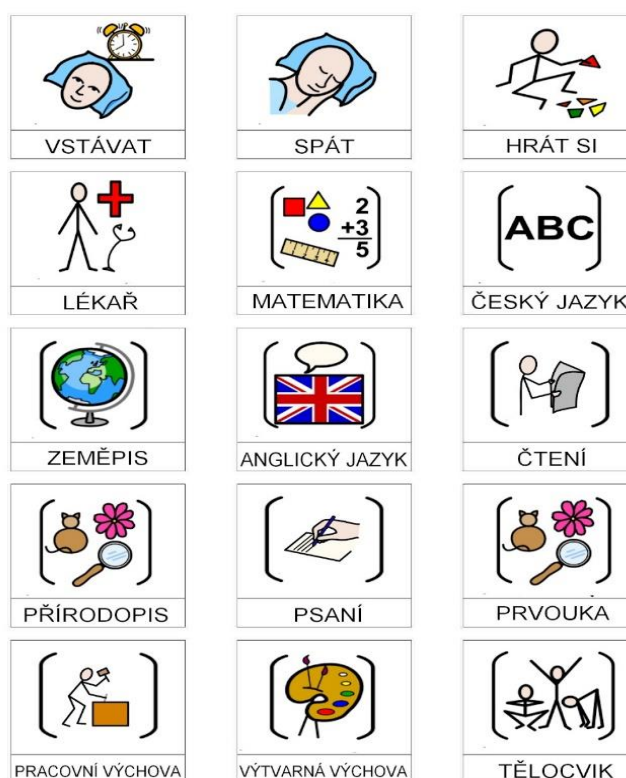 VSTÁVAT
SPÁT
HRÁT SI
LÉKAŘ
2
+3
5
MATEMATIKA
ABC
ČESKÝ JAZYK
ZEMĚPIS
ANGLICKÝ JAZYK
ČTENÍ
PŘÍRODOPIS
PSANÍ
PRVOUKA
PRACOVNÍ VÝCHOVA
VÝTVARNÁ VÝCHOVA
TĚLOCVIK